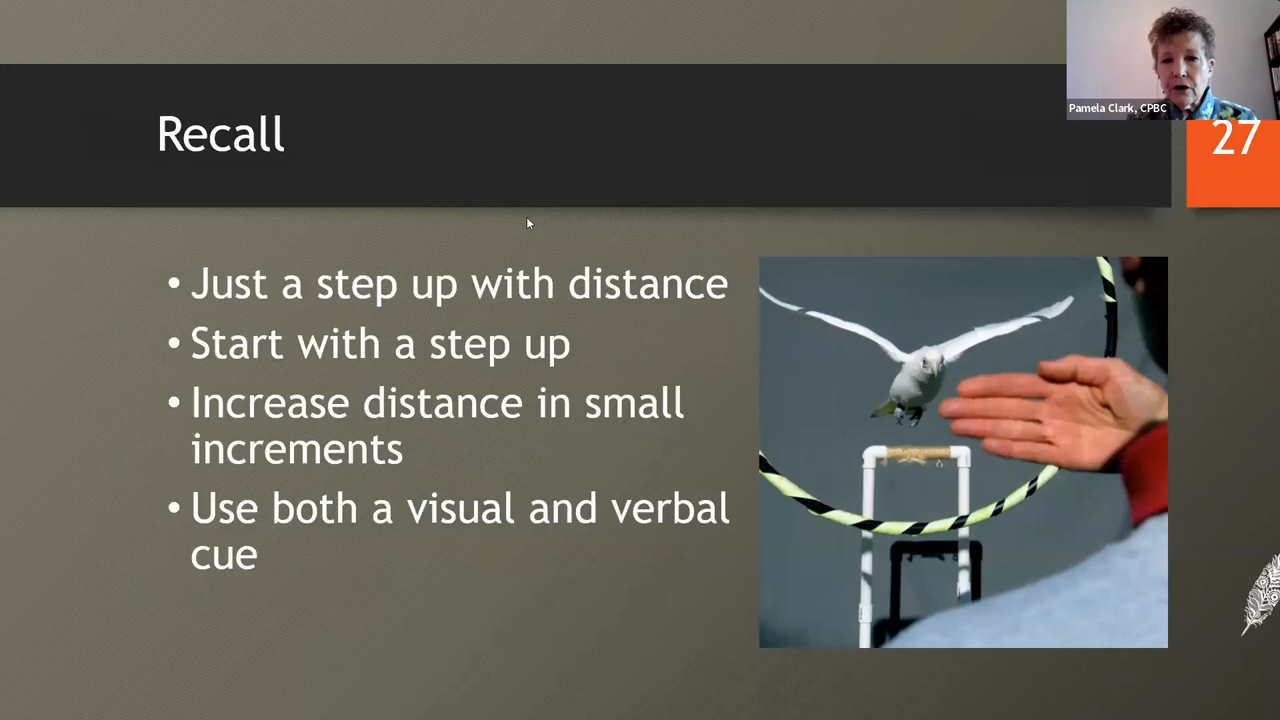 Pamela Clark, CPBC
Recall
27
• Just a step up with distance
• Start with a step up
• Increase distance in small
increments
• Use both a visual and verbal
cue